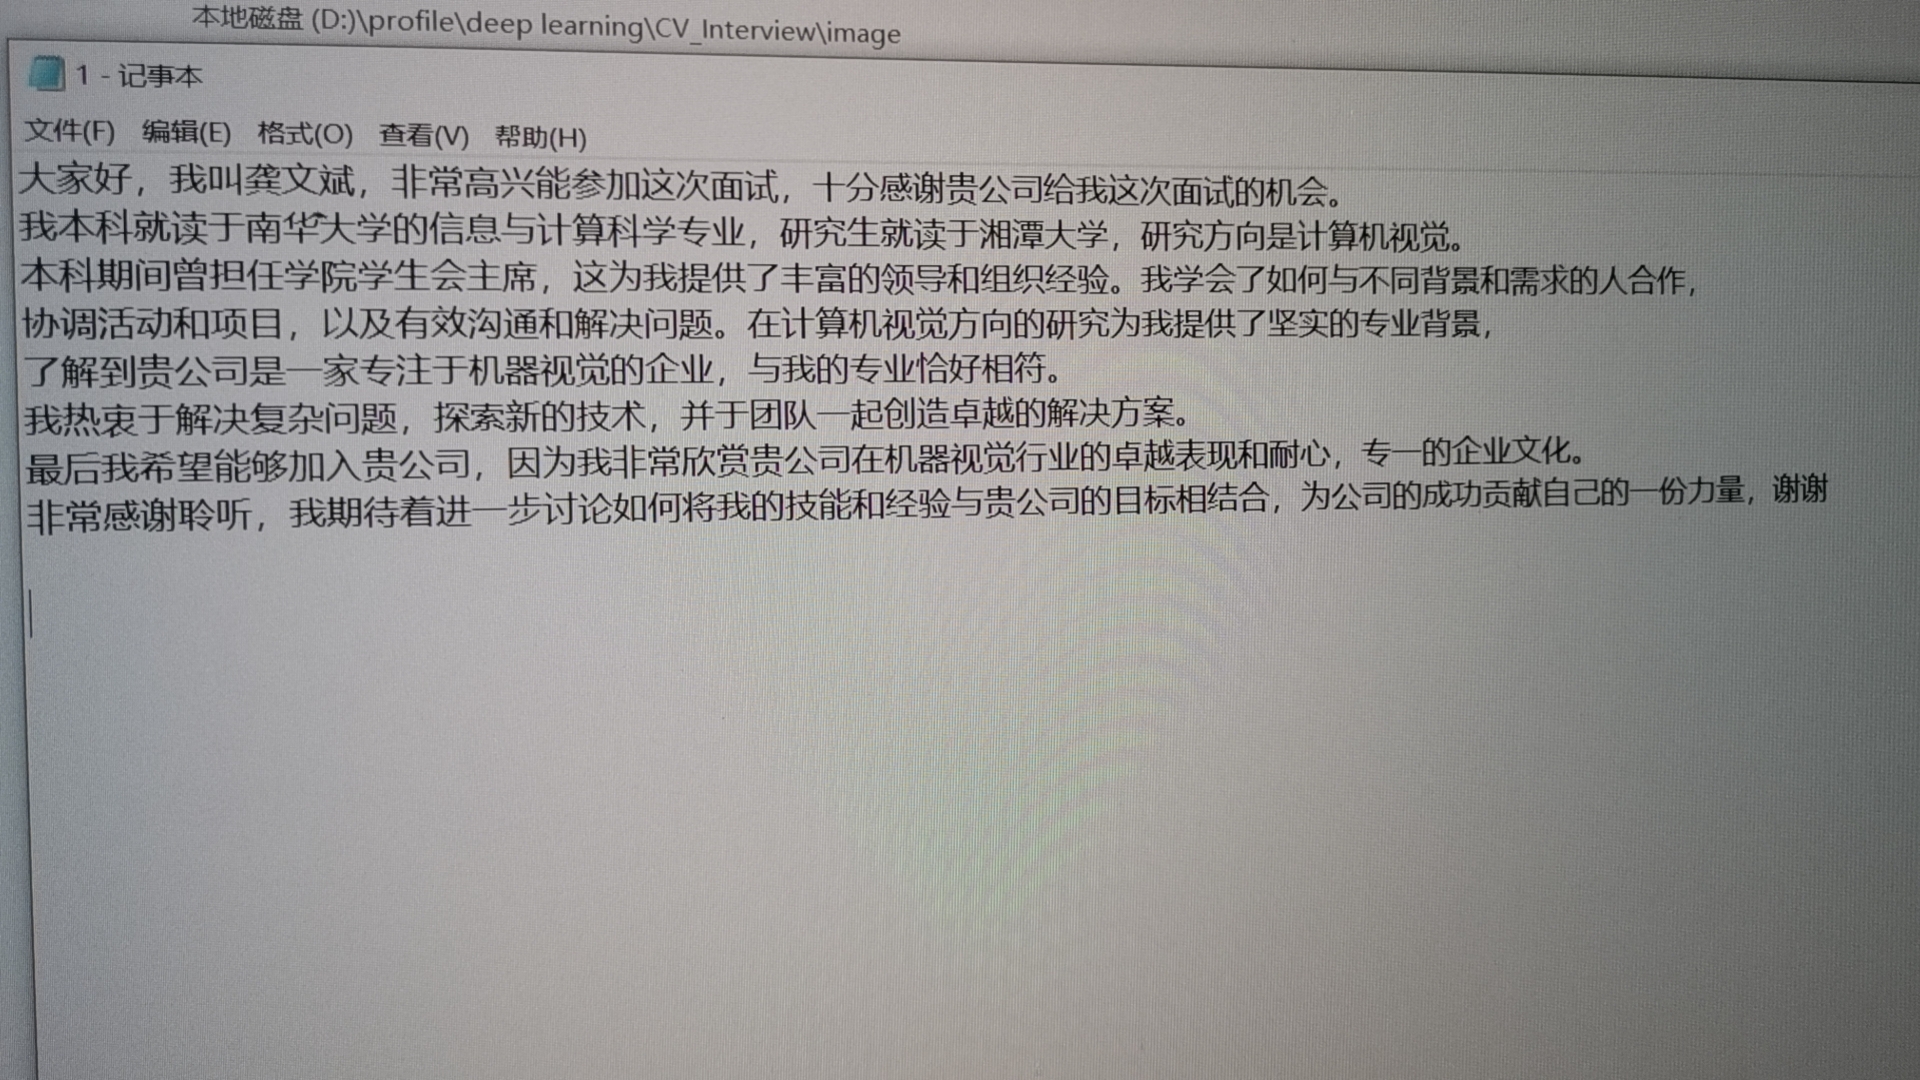 本地磁盘 (D:)\profile\deep learning\CV_Interview\image
1 - 记事本
文件(F) 编辑(E) 格式(O) 查看(V) 帮助(H)
大家好，我叫龚文斌，非常高兴能参加这次面试，十分感谢贵公司给我这次面试的机会。
我本科就读于南华大学的信息与计算科学专业，研究生就读于湘潭大学，研究方向是计算机视觉。
本科期间曾担任学院学生会主席，这为我提供了丰富的领导和组织经验。我学会了如何与不同背景和需求的人合作，
协调活动和项目，以及有效沟通和解决问题。在计算机视觉方向的研究为我提供了坚实的专业背景，
了解到贵公司是一家专注于机器视觉的企业，与我的专业恰好相符。
我热衷于解决复杂问题，探索新的技术，并于团队一起创造卓越的解决方案。
最后我希望能够加入贵公司，因为我非常欣赏贵公司在机器视觉行业的卓越表现和耐心，专一的企业文化。
非常感谢聆听，我期待着进一步讨论如何将我的技能和经验与贵公司的目标相结合，为公司的成功贡献自己的一份力量，谢谢